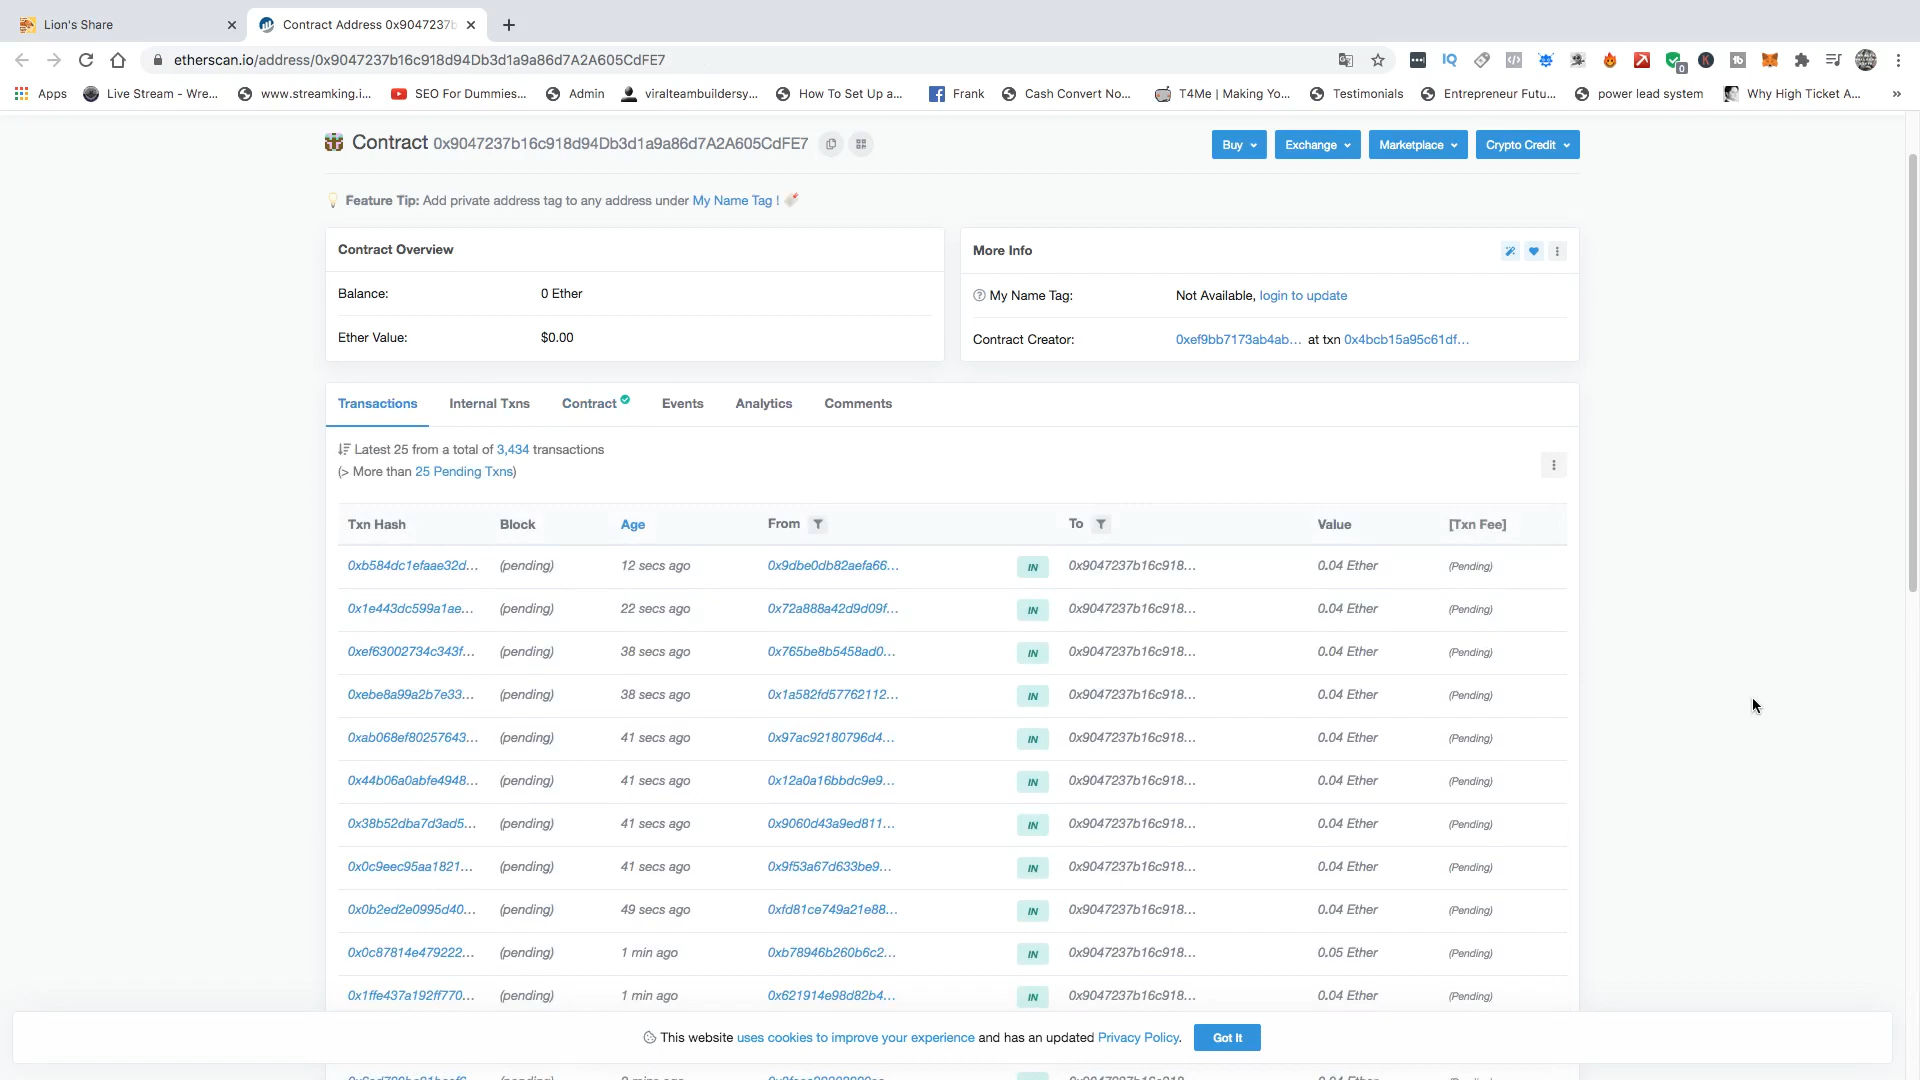 Lion's Share
Contract Address 0x9047237b
etherscan.io/address/0x9047237b16c918d94Db3d1a9a86d7A2A605CdFE7
Apps Live Stream - Wre... www.streamking.i... SEO For Dummies... Admin viralteambuildersy... How To Set Up a... Frank Cash Convert No... T4Me | Making Yo... Testimonials Entrepreneur Futu... power lead system Why High Ticket A... »
Contract 0x9047237b16c918d94Db3d1a9a86d7A2A605CdFE7
Buy Exchange Marketplace Crypto Credit
Feature Tip: Add private address tag to any address under My Name Tag !
Contract Overview
Balance: 0 Ether
Ether Value: $0.00
More Info
My Name Tag: Not Available, login to update
Contract Creator: 0xef9bb7173ab4ab... at txn 0x4bcb15a95c61df...
Transactions Internal Txns Contract Events Analytics Comments
Latest 25 from a total of 3,434 transactions
(> More than 25 Pending Txns)
Txn Hash Block Age From To Value [Txn Fee]
0xb584dc1efaae32d... (pending) 12 secs ago 0x9dbe0db82aefa66... IN 0x9047237b16c918... 0.04 Ether (Pending)
0x1e443dc599a1ae... (pending) 22 secs ago 0x72a888a42d9d09f... IN 0x9047237b16c918... 0.04 Ether (Pending)
0xef63002734c343f... (pending) 38 secs ago 0x765be8b5458ad0... IN 0x9047237b16c918... 0.04 Ether (Pending)
0xebe8a99a2b7e33... (pending) 38 secs ago 0x1a582fd57762112... IN 0x9047237b16c918... 0.04 Ether (Pending)
0xab068ef80257643... (pending) 41 secs ago 0x97ac92180796d4... IN 0x9047237b16c918... 0.04 Ether (Pending)
0x44b06a0abfe4948... (pending) 41 secs ago 0x12a0a16bbdc9e9... IN 0x9047237b16c918... 0.04 Ether (Pending)
0x38b52dba7d3ad5... (pending) 41 secs ago 0x9060d43a9ed811... IN 0x9047237b16c918... 0.04 Ether (Pending)
0x0c9eec95aa1821... (pending) 41 secs ago 0x9f53a67d633be9... IN 0x9047237b16c918... 0.04 Ether (Pending)
0x0b2ed2e0995d40... (pending) 49 secs ago 0xfd81ce749a21e88... IN 0x9047237b16c918... 0.04 Ether (Pending)
0x0c87814e479222... (pending) 1 min ago 0xb78946b260b6c2... IN 0x9047237b16c918... 0.05 Ether (Pending)
0x1ffe437a192ff770... (pending) 1 min ago 0x621914e98d82b4... IN 0x9047237b16c918... 0.04 Ether (Pending)
This website uses cookies to improve your experience and has an updated Privacy Policy. Got It